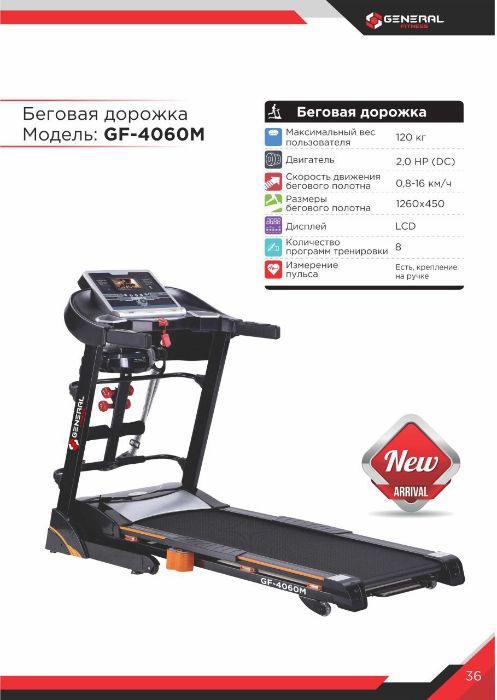 GENERAL
FITNESS
Беговая дорожка
Модель: GF-4060M
Беговая дорожка
Максимальный вес
пользователя
120 кг
Двигатель
2,0 HP (DC)
Скорость движения
бегового полотна
0,8-16 км/ч
Размеры
бегового полотна
1260x450
Дисплей
LCD
Количество
программ тренировки
8
Измерение
пульса
Есть, крепление
на ручке
GENERAL
New
ARRIVAL
GF-4060M
36